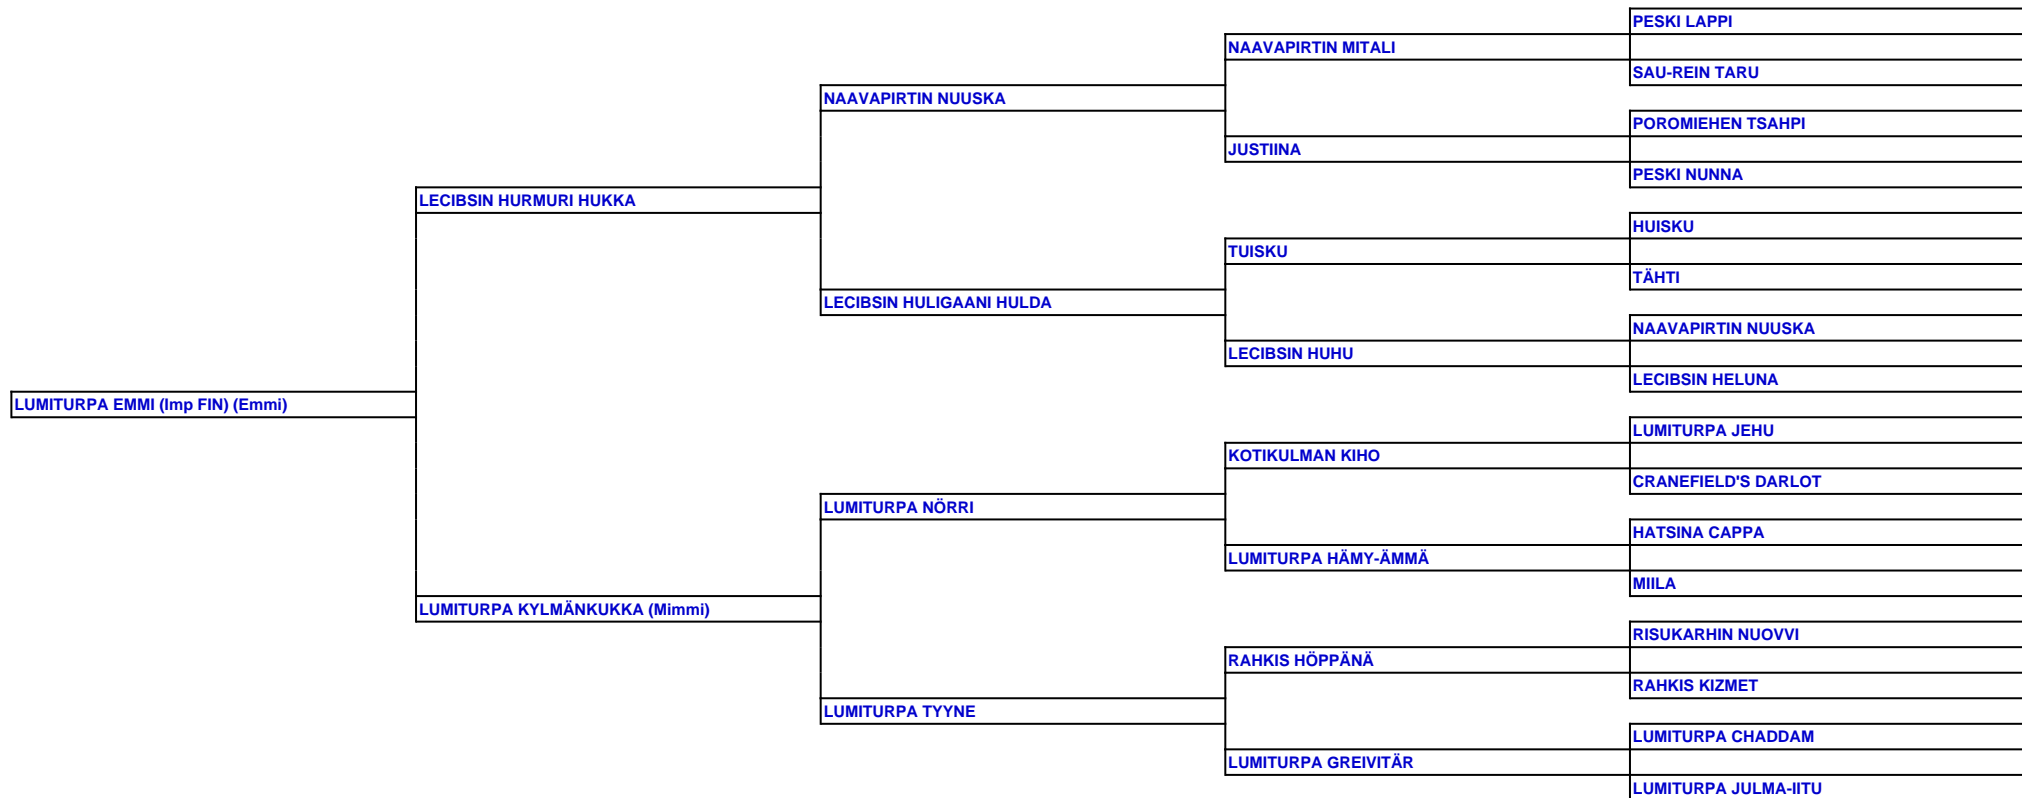 PESKI LAPPI
NAAVAPIRTIN MITALI
SAU-REIN TARU
NAAVAPIRTIN NUUSKA
POROMIEHEN TSAHPI
JUSTIINA
PESKI NUNNA
LECIBSIN HURMURI HUKKA
HUISKU
TUISKU
TÄHTI
LECIBSIN HULIGAANI HULDA
NAAVAPIRTIN NUUSKA
LECIBSIN HUHU
LECIBSIN HELUNA
LUMITURPA EMMI (Imp FIN) (Emmi)
LUMITURPA JEHU
KOTIKULMAN KIHO
CRANEFIELD'S DARLOT
LUMITURPA NÖRRI
HATSINA CAPPA
LUMITURPA HÄMY-ÄMMÄ
MIILA
LUMITURPA KYLMÄNKUKKA (Mimmi)
RISUKARHIN NUOVVI
RAHKIS HÖPPÄNÄ
RAHKIS KIZMET
LUMITURPA TYYNE
LUMITURPA CHADDAM
LUMITURPA GREIVITÄR
LUMITURPA JULMA-IITU